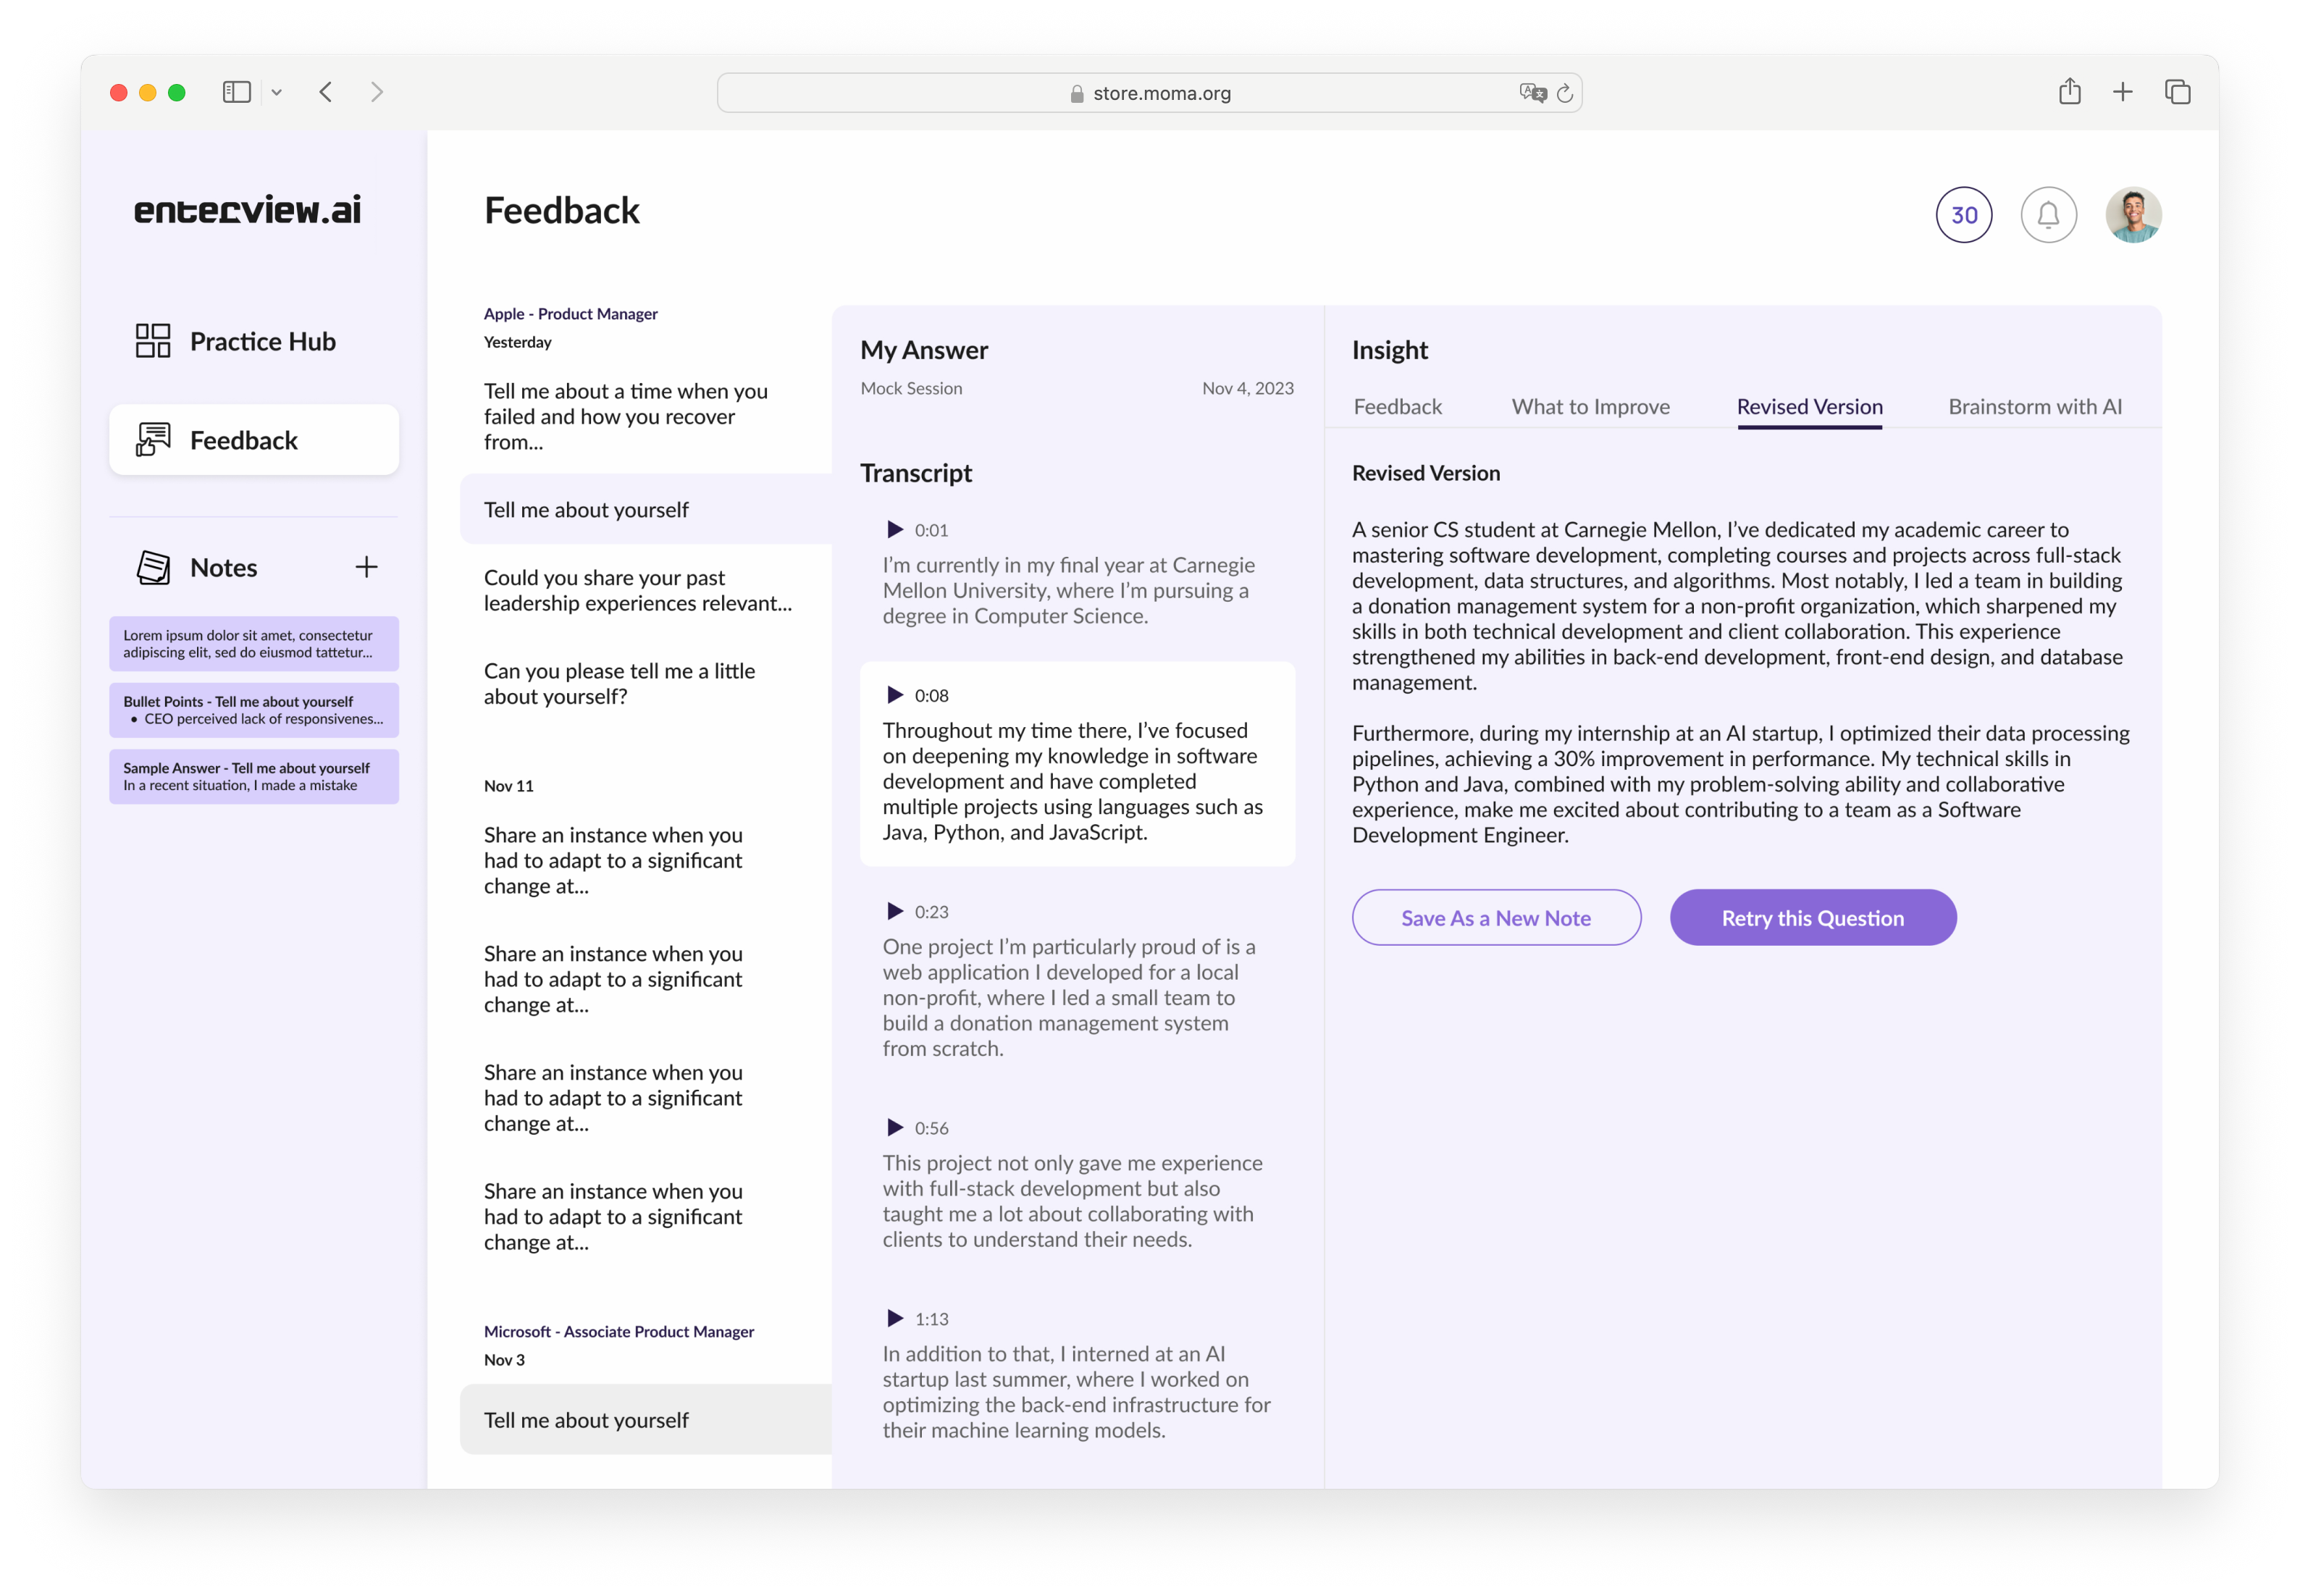 store.moma.org
enterview.ai
Practice Hub
Feedback
Notes
Lorem ipsum dolor sit amet, consectetur
adipiscing elit, sed do eiusmod tattetur...
Bullet Points - Tell me about yourself
• CEO perceived lack of responsivenes...
Sample Answer - Tell me about yourself
In a recent situation, I made a mistake
Feedback
30
Apple - Product Manager
Yesterday
Tell me about a time when you
failed and how you recover
from...
Tell me about yourself
Could you share your past
leadership experiences relevant...
Can you please tell me a little
about yourself?
Nov 11
Share an instance when you
had to adapt to a significant
change at...
Share an instance when you
had to adapt to a significant
change at...
Share an instance when you
had to adapt to a significant
change at...
Share an instance when you
had to adapt to a significant
change at...
Microsoft - Associate Product Manager
Nov 3
Tell me about yourself
My Answer
Mock Session
Nov 4, 2023
Transcript
0:01
I'm currently in my final year at Carnegie
Mellon University, where I'm pursuing a
degree in Computer Science.
0:08
Throughout my time there, I've focused
on deepening my knowledge in software
development and have completed
multiple projects using languages such as
Java, Python, and JavaScript.
0:23
One project I'm particularly proud of is a
web application I developed for a local
non-profit, where I led a small team to
build a donation management system
from scratch.
0:56
This project not only gave me experience
with full-stack development but also
taught me a lot about collaborating with
clients to understand their needs.
1:13
In addition to that, I interned at an AI
startup last summer, where I worked on
optimizing the back-end infrastructure for
their machine learning models.
Insight
Feedback
What to Improve
Revised Version
Brainstorm with AI
Revised Version
A senior CS student at Carnegie Mellon, I've dedicated my academic career to
mastering software development, completing courses and projects across full-stack
development, data structures, and algorithms. Most notably, I led a team in building
a donation management system for a non-profit organization, which sharpened my
skills in both technical development and client collaboration. This experience
strengthened my abilities in back-end development, front-end design, and database
management.
Furthermore, during my internship at an AI startup, I optimized their data processing
pipelines, achieving a 30% improvement in performance. My technical skills in
Python and Java, combined with my problem-solving ability and collaborative
experience, make me excited about contributing to a team as a Software
Development Engineer.
Save As a New Note
Retry this Question